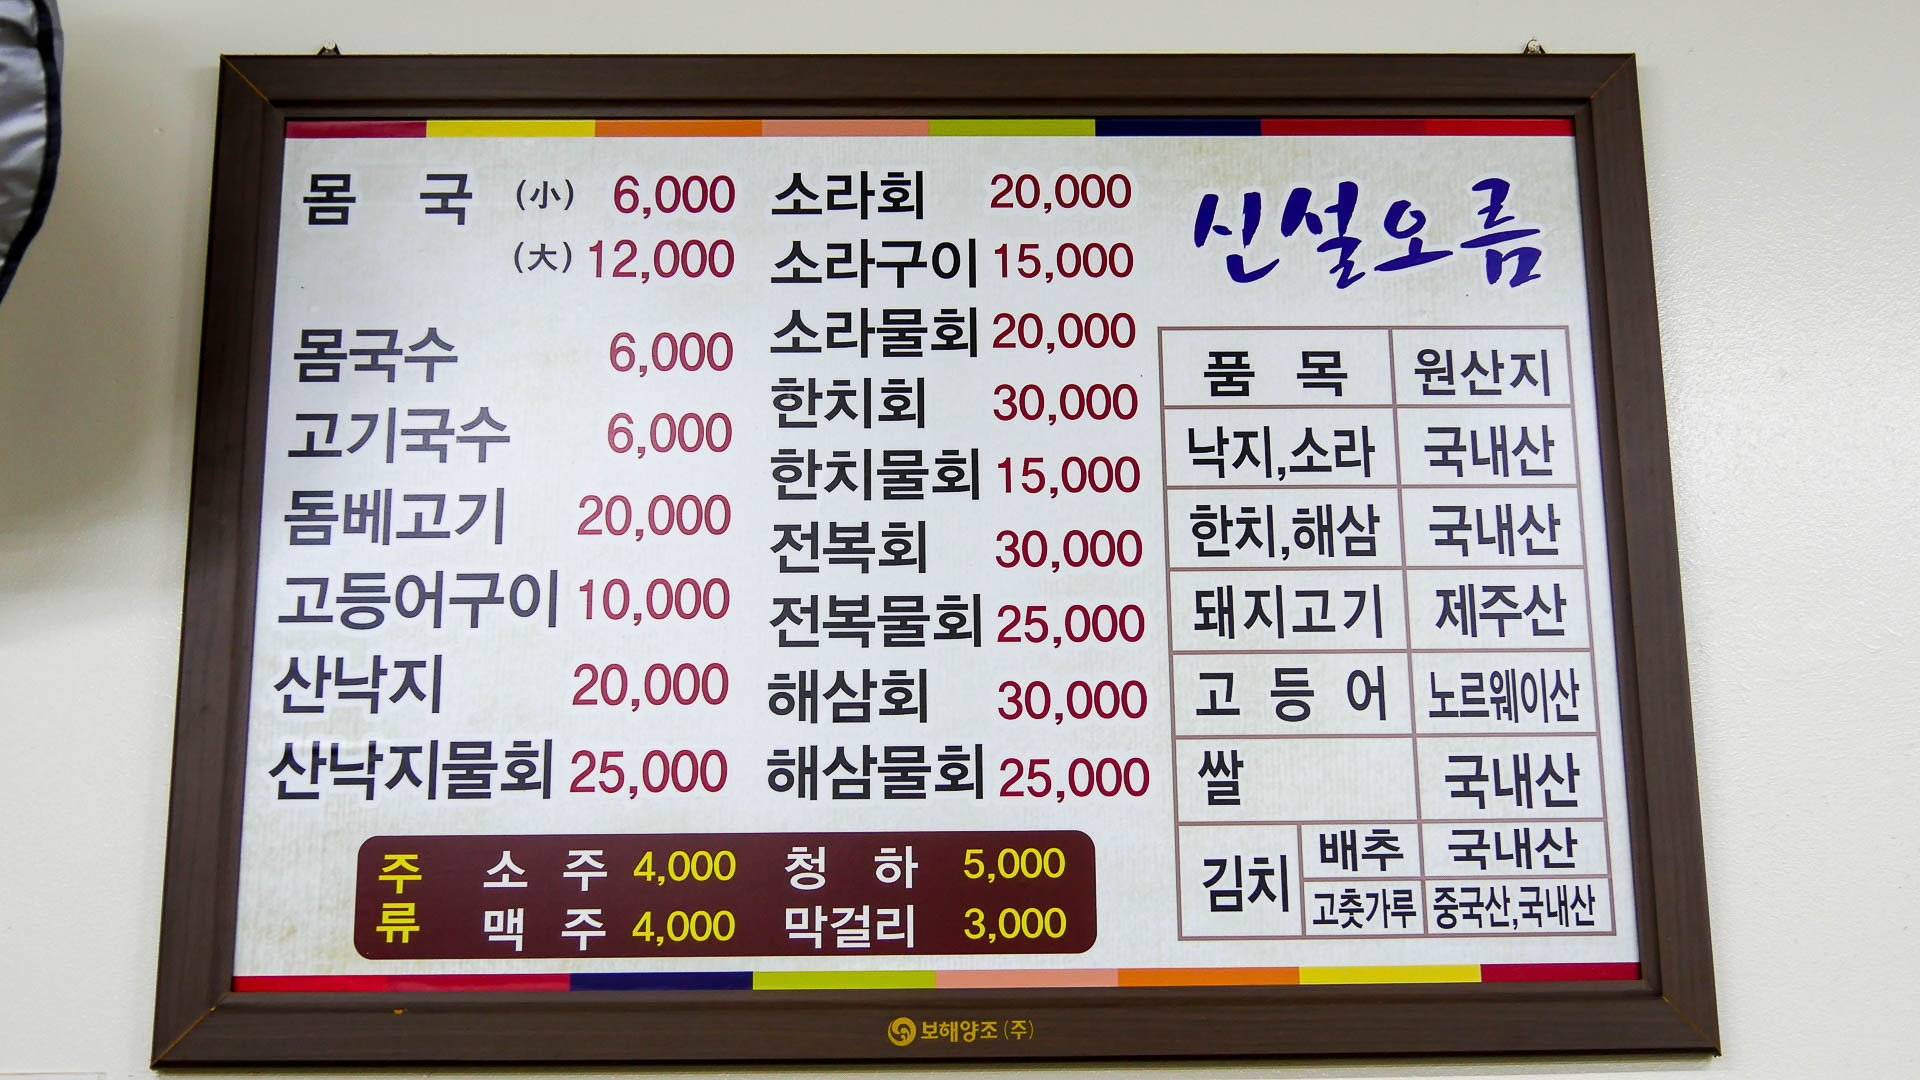 몸 국 (小) 6,000
(大) 12,000
몸국수 6,000
고기국수 6,000
돔베고기 20,000
고등어구이 10,000
산낙지 20,000
산낙지물회 25,000
소라회 20,000
소라구이 15,000
소라물회 20,000
한치회 30,000
한치물회 15,000
전복회 30,000
전복물회 25,000
해삼회 30,000
해삼물회 25,000
주류
소 주 4,000 청 하 5,000
맥 주 4,000 막걸리 3,000
신설오름
품 목 원산지
낙지,소라 국내산
한치,해삼 국내산
돼지고기 제주산
고 등 어 노르웨이산
쌀 국내산
김치 배추 국내산
고춧가루 중국산,국내산
보해양조(주)